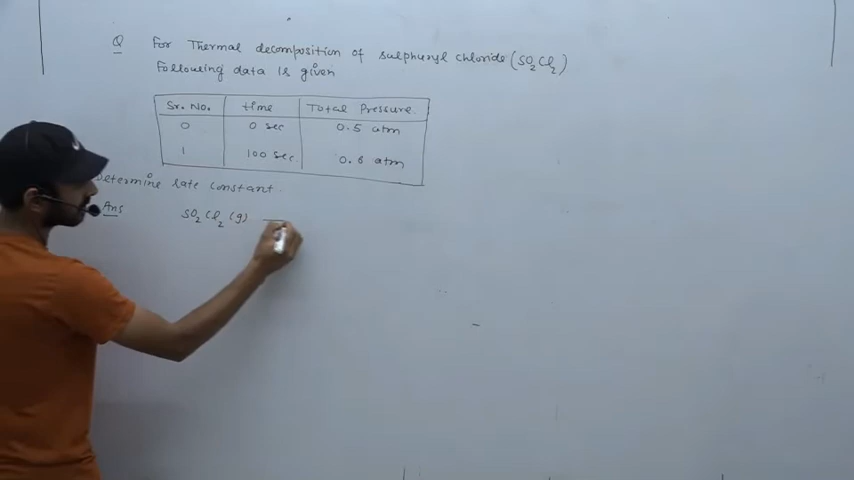 Q For Thermal decomposition of sulphuryl chloride (SO₂Cl₂)
Following data is given
Sr. No. time Total Pressure.
0 0 sec 0.5 atm
1 100 sec. 0.6 atm
Determine rate constant.
Ans SO₂Cl₂(g) —